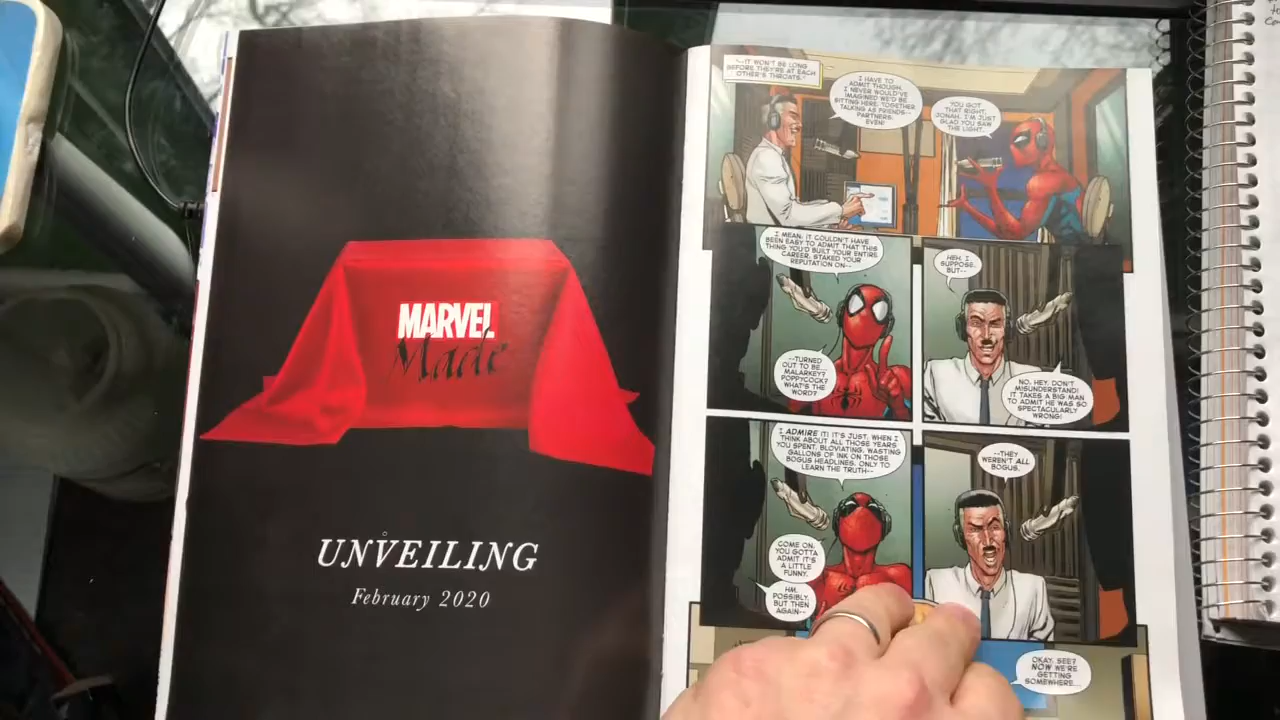 MARVEL
Made
UNVEILING
February 2020
"...IT WON'T BE LONG
BEFORE THEY'RE AT EACH
OTHER'S THROATS."
I HAVE TO
ADMIT THOUGH,
I NEVER WOULD'VE
IMAGINED WE'D BE
SITTING HERE, TOGETHER
TALKING AS FRIENDS--
PARTNERS,
EVEN!
YOU GOT
THAT RIGHT,
JONAH. I'M JUST
GLAD YOU SAW
THE LIGHT.
I MEAN, IT COULDN'T HAVE
BEEN EASY TO ADMIT THAT THIS
THING YOU'D BUILT YOUR ENTIRE
CAREER, STAKED YOUR
REPUTATION ON--
--TURNED
OUT TO BE...
MALARKEY?
POPPYCOCK?
WHAT'S THE
WORD?
HEH. I
SUPPOSE,
BUT--
NO, HEY, DON'T
MISUNDERSTAND!
IT TAKES A BIG MAN
TO ADMIT HE WAS SO
SPECTACULARLY
WRONG!
I ADMIRE IT! IT'S JUST, WHEN I
THINK ABOUT ALL THOSE YEARS
YOU SPENT, BLOVIATING, WASTING
GALLONS OF INK ON THOSE
BOGUS HEADLINES, ONLY TO
LEARN THE TRUTH--
COME ON,
YOU GOTTA
ADMIT IT'S
A LITTLE
FUNNY.
HM.
POSSIBLY,
BUT THEN
AGAIN--
--THEY
WEREN'T ALL
BOGUS.
OKAY, SEE?
NOW WE'RE
GETTING
SOMEWHERE...